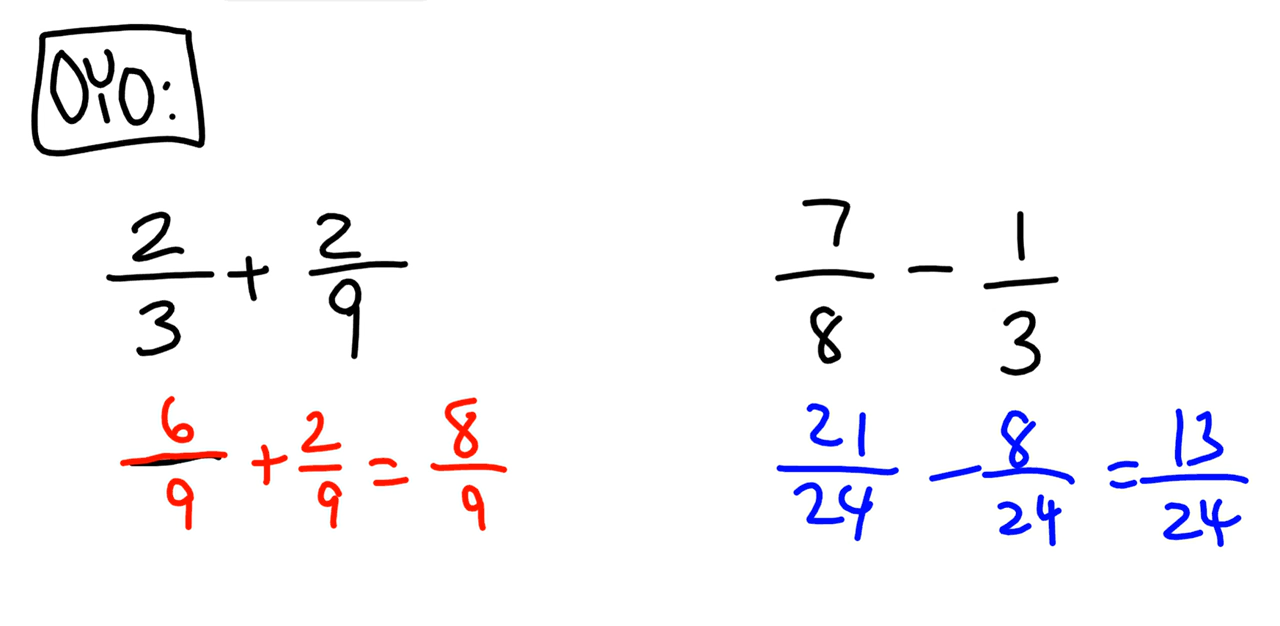 OYO:
2/3 + 2/9
6/9 + 2/9 = 8/9
7/8 - 1/3
21/24 - 8/24 = 13/24